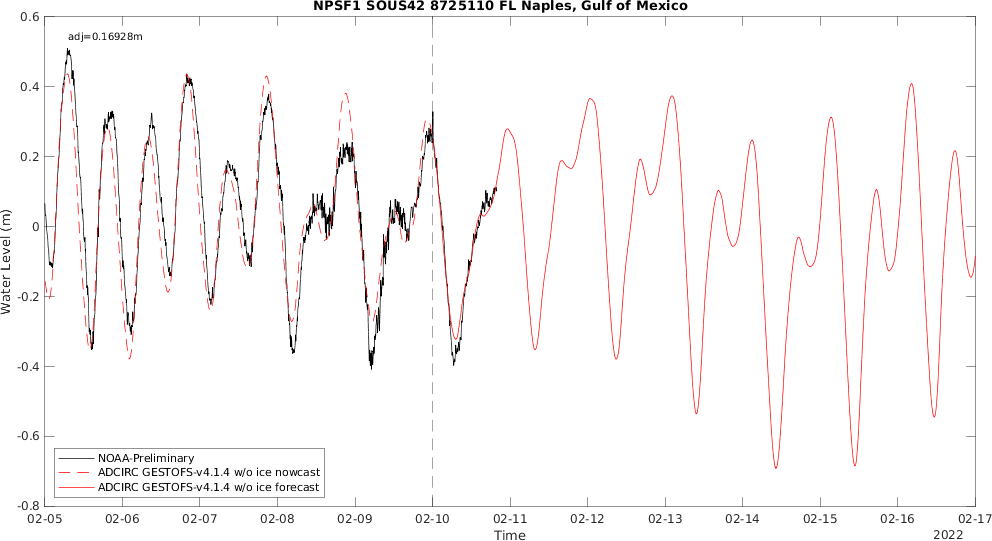 NPSF1 SOUS42 8725110 FL Naples, Gulf of Mexico
adj=0.16928m
0.6
0.4
0.2
0
-0.2
-0.4
-0.6
-0.8
Water Level (m)
NOAA-Preliminary
ADCIRC GESTOFS-v4.1.4 w/o ice nowcast
ADCIRC GESTOFS-v4.1.4 w/o ice forecast
02-05 02-06 02-07 02-08 02-09 02-10 02-11 02-12 02-13 02-14 02-15 02-16 02-17
Time
2022